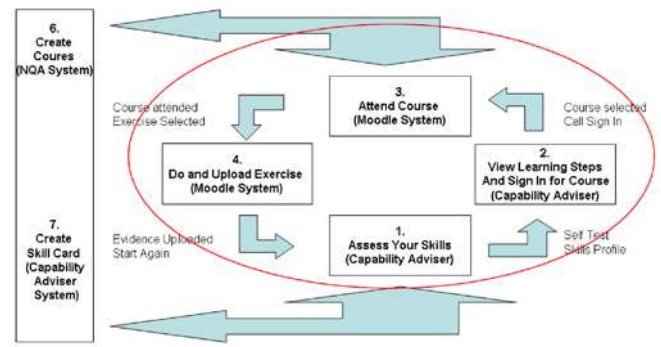 6.
Create
Coures
(NQA System)
7.
Create
Skill Card
(Capability
Adviser
System)
3.
Attend Course
(Moodle System)
Course attended
Exercise Selected
Course selected
Call Sign In
4.
Do and Upload Exercise
(Moodle System)
2.
View Learning Steps
And Sign In for Course
(Capability Adviser)
Evidence Uploaded
Start Again
1.
Assess Your Skills
(Capability Adviser)
Self Test
Skills Profile